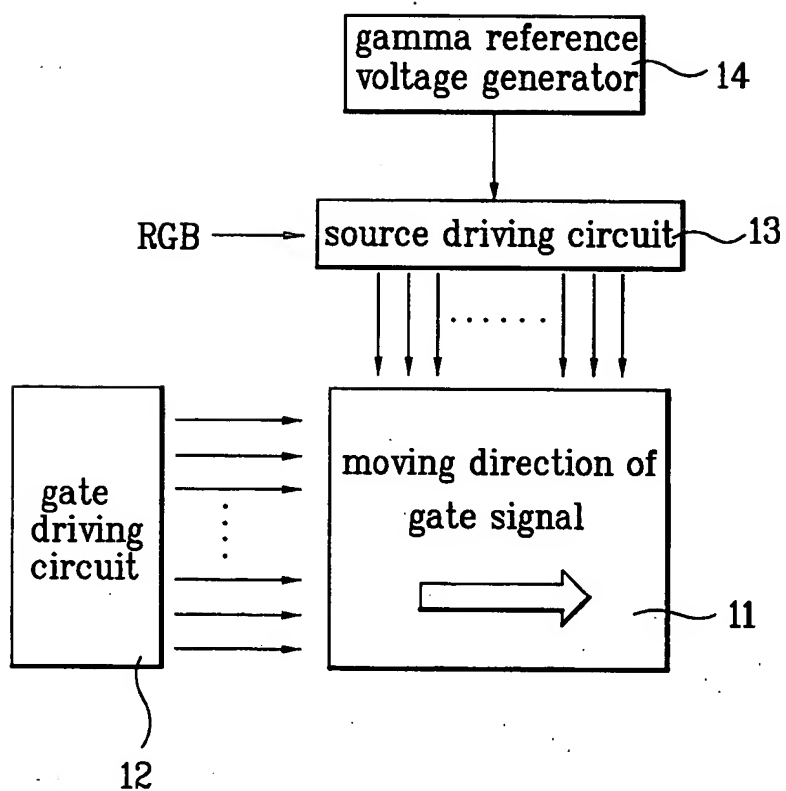 gamma reference
voltage generator
14
RGB
source driving circuit
13
gate
driving
circuit
moving direction of
gate signal
11
12